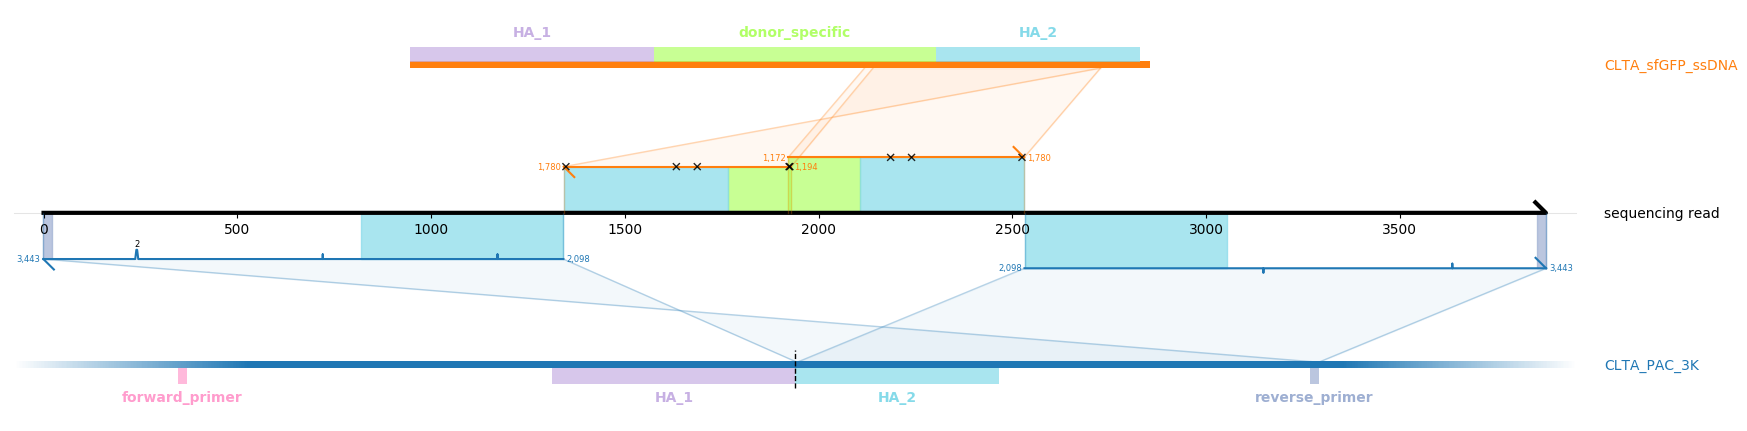 HA_1 donor_specific HA_2
CLTA_sfGFP_ssDNA
1,172 1,780
1,780 1,194
sequencing read
0 500 1000 1500 2000 2500 3000 3500
2
3,443 2,098
2,098 3,443
CLTA_PAC_3K
forward_primer HA_1 HA_2 reverse_primer